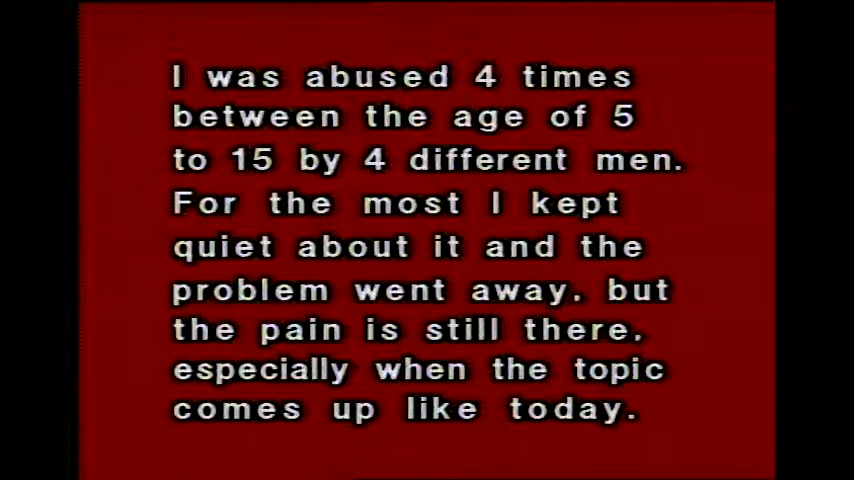 I was abused 4 times
between the age of 5
to 15 by 4 different men.
For the most I kept
quiet about it and the
problem went away, but
the pain is still there,
especially when the topic
comes up like today.